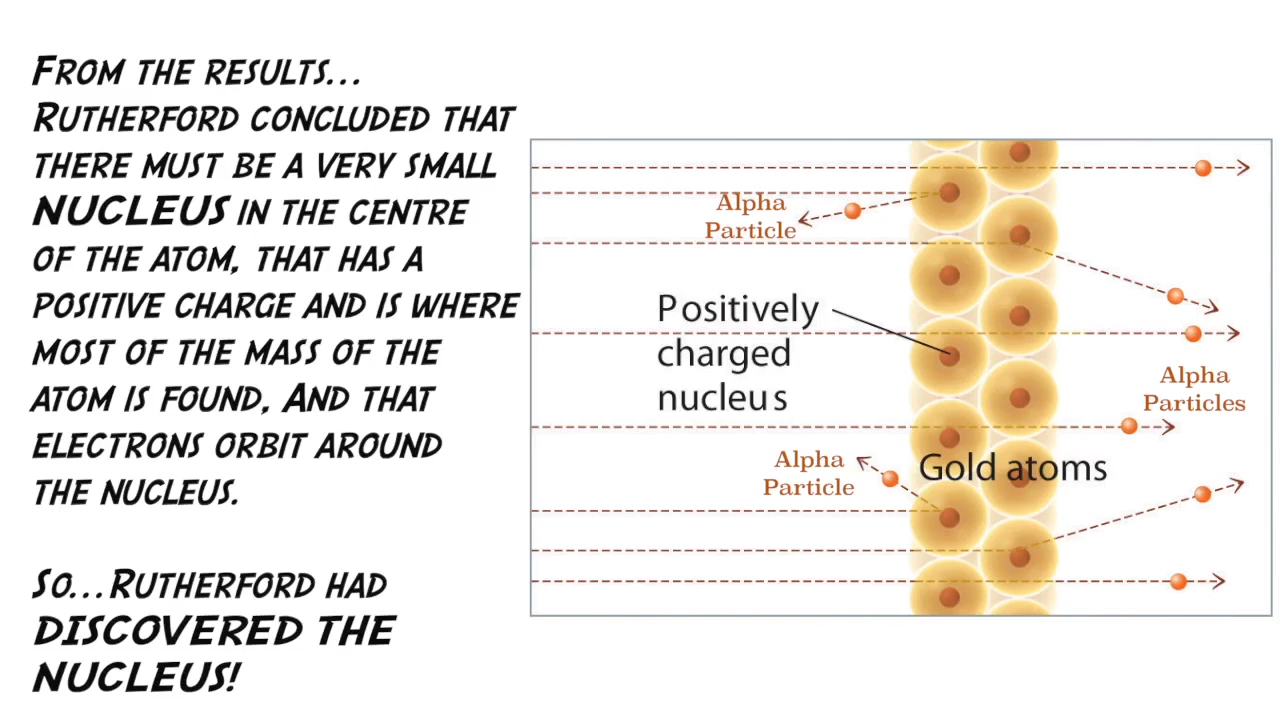 From the results...
Rutherford concluded that
there must be a very small
NUCLEUS in the centre
of the atom, that has a
positive charge and is where
most of the mass of the
atom is found, And that
electrons orbit around
the nucleus.
So...Rutherford had
DISCOVERED THE
NUCLEUS!
Alpha
Particle
Positively
charged
nucleus
Alpha
Particles
Alpha
Particle
Gold atoms